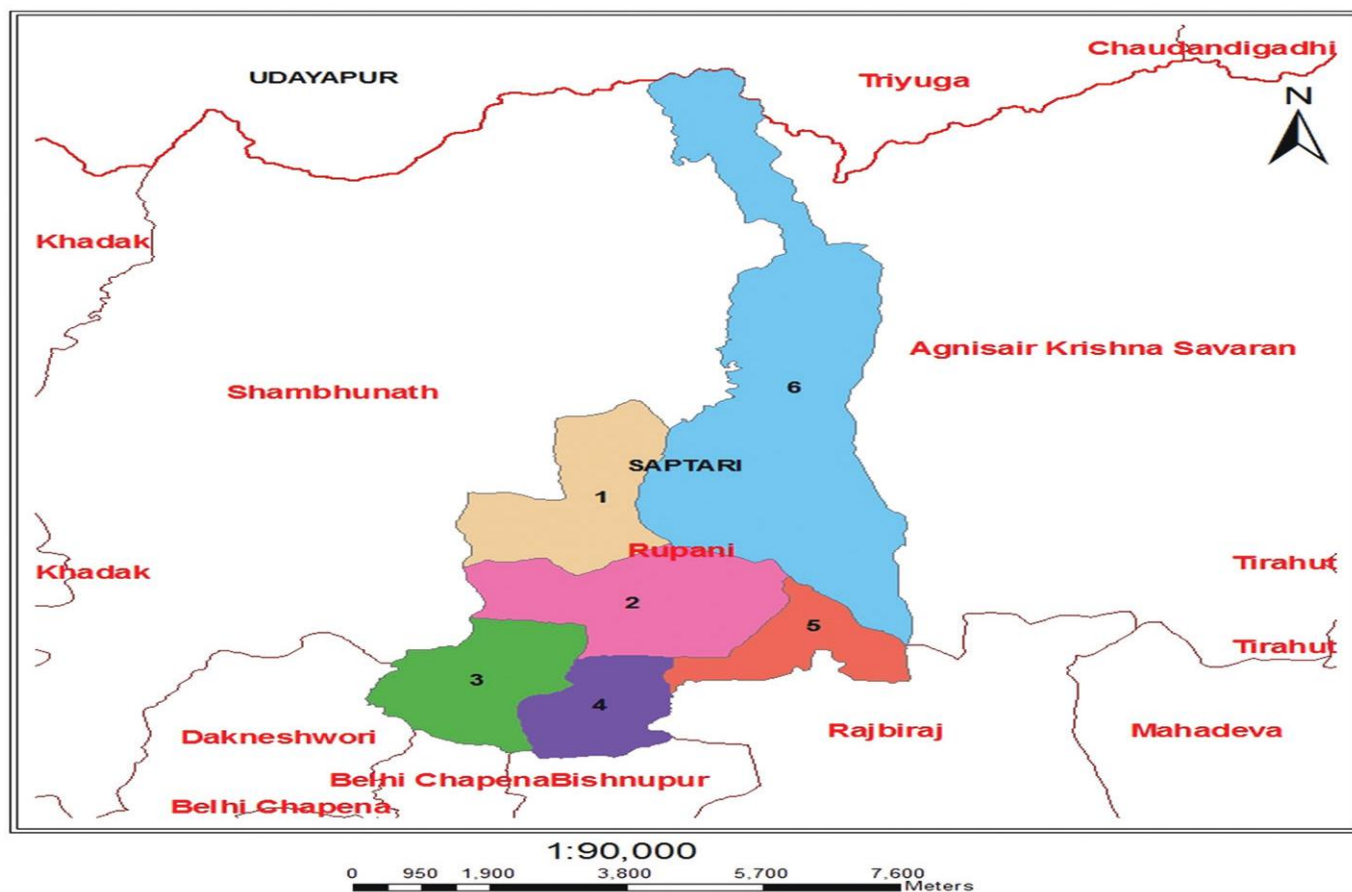 Chaudandigadhi
UDAYAPUR
Triyuga
N
Khadak
Agnisair Krishna Savaran
6
Shambhunath
SAPTARI
1
Rupani
Khadak
Tirahut
2
5
Tirahut
3
4
Dakneshwori
Rajbiraj
Mahadeva
Belhi Chapena
Bishnupur
Belhi Chapena
1:90,000
0 950 1,900 3,800 5,700 7,600
Meters